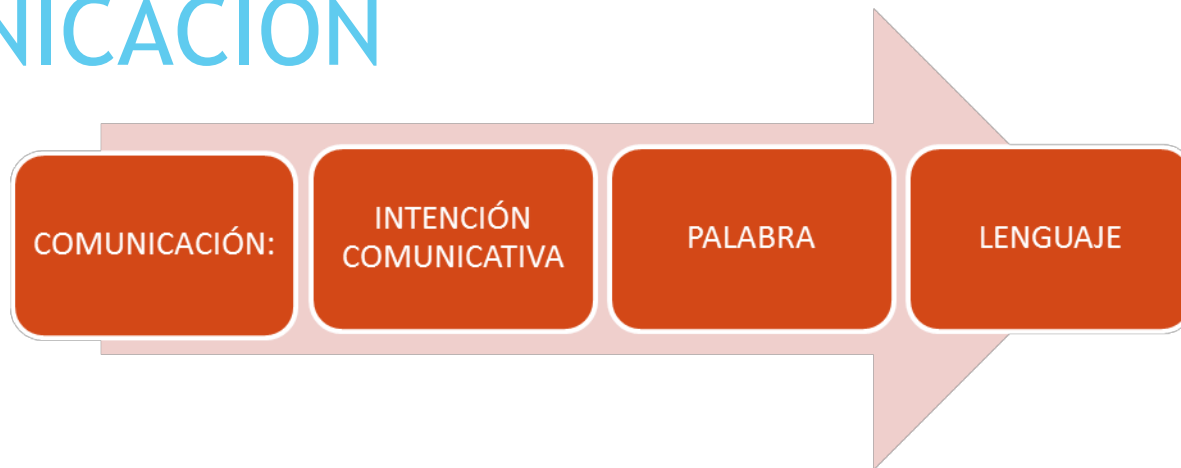 NICACION
COMUNICACIÓN:
INTENCIÓN
COMUNICATIVA
PALABRA
LENGUAJE